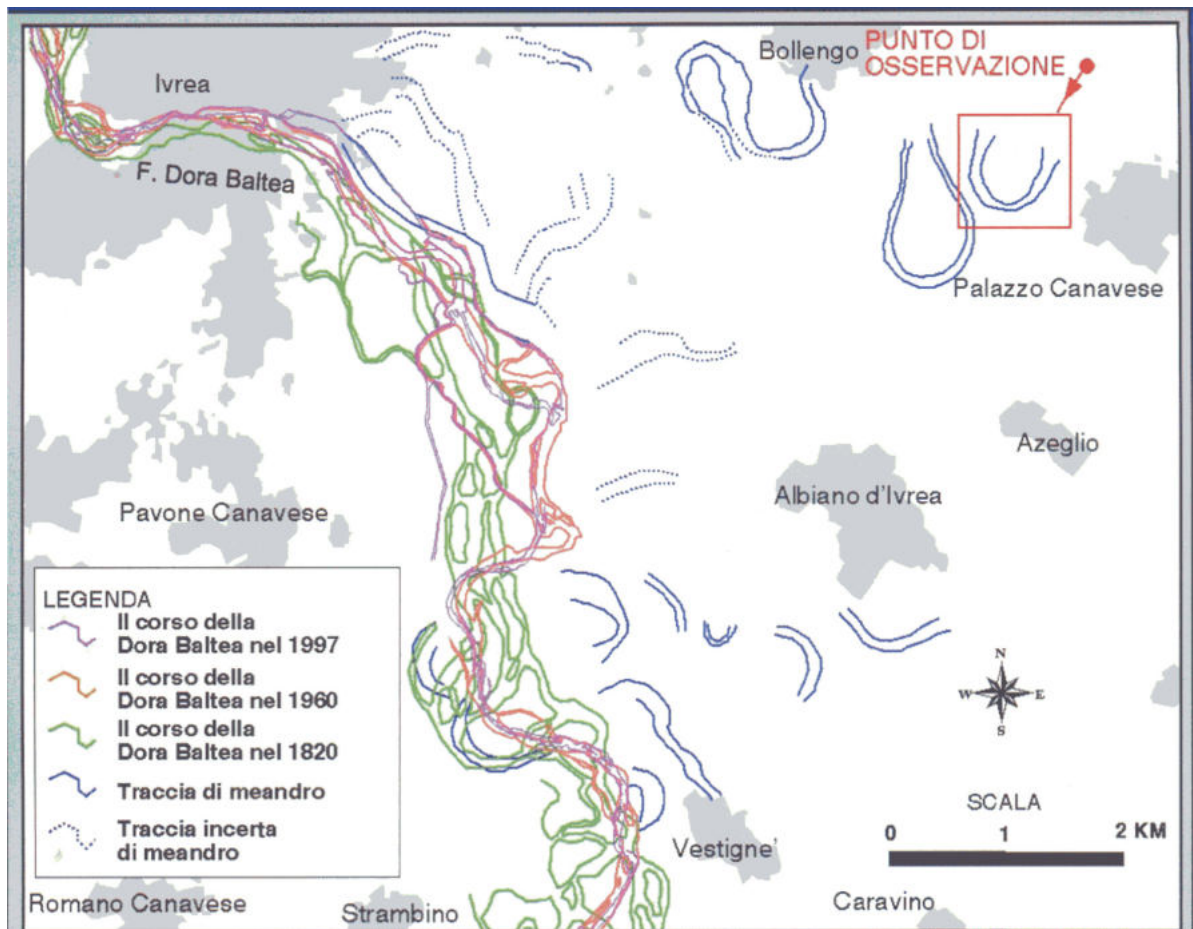 Bollengo
PUNTO DI
OSSERVAZIONE
Ivrea
F. Dora Baltea
Palazzo Canavese
Azeglio
Albiano d'Ivrea
Pavone Canavese
LEGENDA
Il corso della
Dora Baltea nel 1997
Il corso della
Dora Baltea nel 1960
Il corso della
Dora Baltea nel 1820
Traccia di meandro
Traccia incerta
di meandro
N
W
E
S
SCALA
0 1 2 KM
Vestigne'
Romano Canavese
Strambino
Caravino